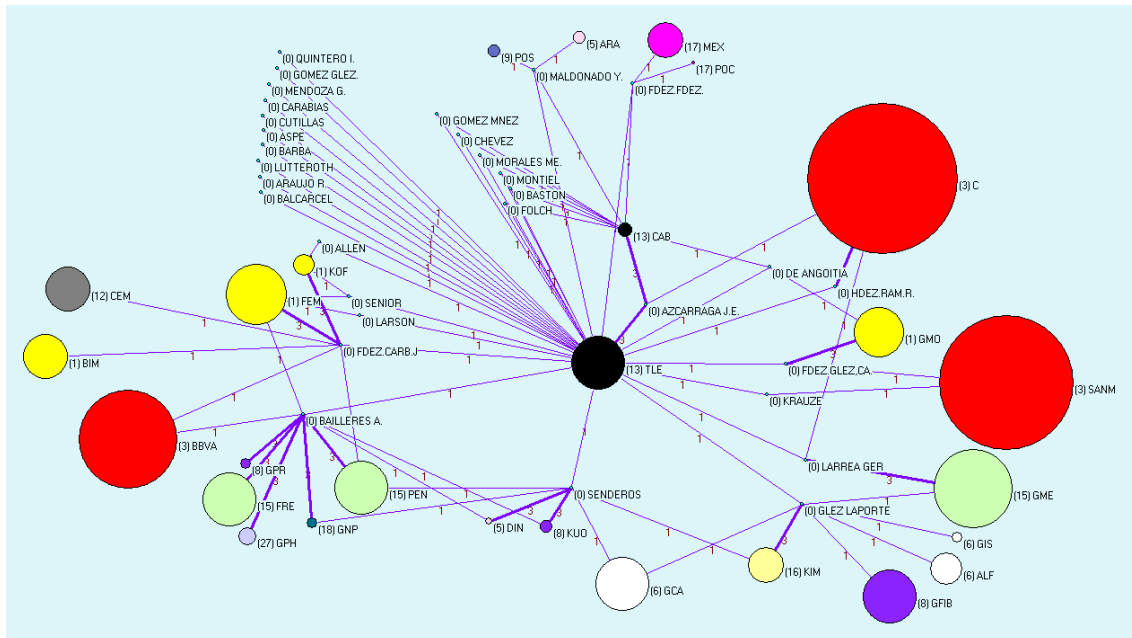 (0) QUINTERO I.
(0) GOMEZ GLEZ.
(0) MENDOZA G.
(0) CARABIAS
(0) CUTILLAS
(0) ASPE
(0) BARBA
(0) LUTTEROTH
(0) ARAUJO R.
(0) BALCARCEL
(9) POS
(5) ARA
(17) MEX
(17) POC
(0) MALDONADO Y.
(0) FDEZ.FDEZ.
(0) GOMEZ MNEZ
(0) CHEVEZ
(0) MORALES ME.
(0) MONTIEL
(0) BASTON
(0) FOLCH
(3) C
(13) CAB
(0) ALLEN
(1) KOF
(12) CEM
(1) FEM
(0) SENIOR
(0) LARSON
(0) DE ANGOITIA
(0) HDEZ.RAM.R.
(0) AZCARRAGA J.E.
(1) GMO
(1) BIM
(0) FDEZ.CARB.J
(13) TLE
(0) FDEZ.GLEZ,CA.
(0) KRAUZE
(3) SANM
(0) BAILLERES A.
(3) BBVA
(8) GPR
(15) FRE
(15) PEN
(27) GPH
(18) GNP
(0) SENDEROS
(5) DIN
(8) KUO
(0) LARREA GER
(15) GME
(0) GLEZ LAPORTE
(6) GIS
(16) KIM
(6) ALF
(6) GCA
(8) GFIB